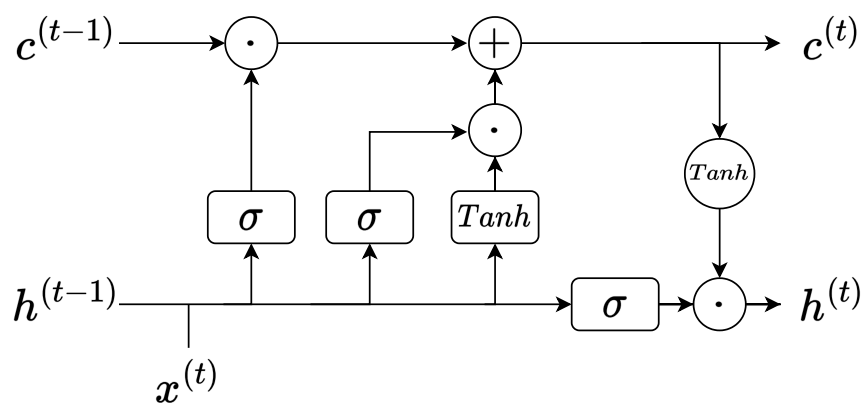 c^(t−1) · + c^(t)
·
Tanh
σ σ Tanh
h^(t−1) σ · h^(t)
x^(t)